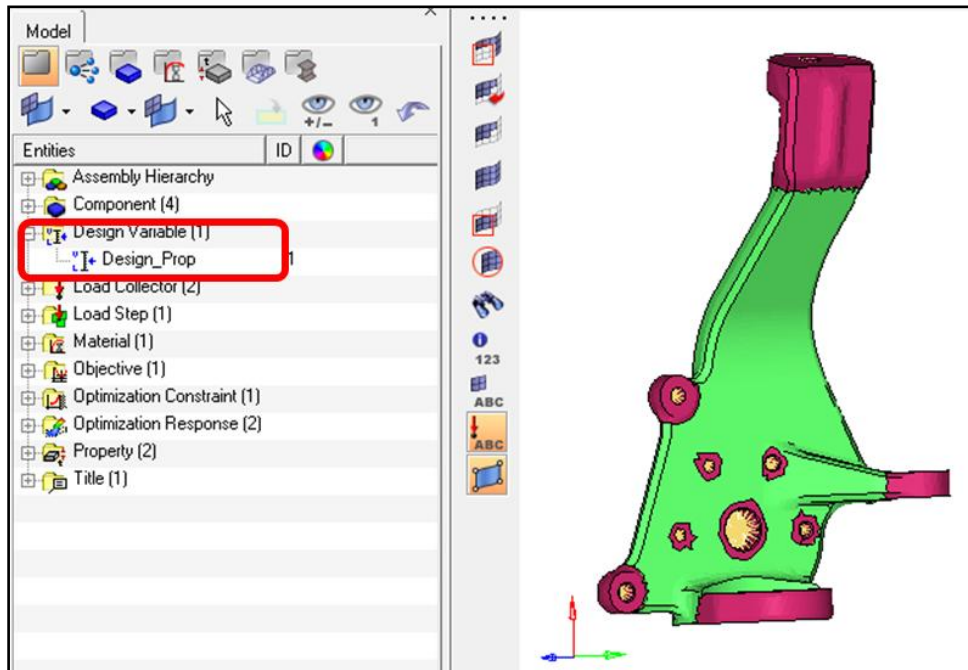 Model
+/-
1
Entities ID
Assembly Hierarchy
Component (4)
Design Variable (1)
Design_Prop 1
Load Collector (2)
Load Step (1)
Material (1)
Objective (1)
Optimization Constraint (1)
Optimization Response (2)
Property (2)
Title (1)
123
ABC
ABC